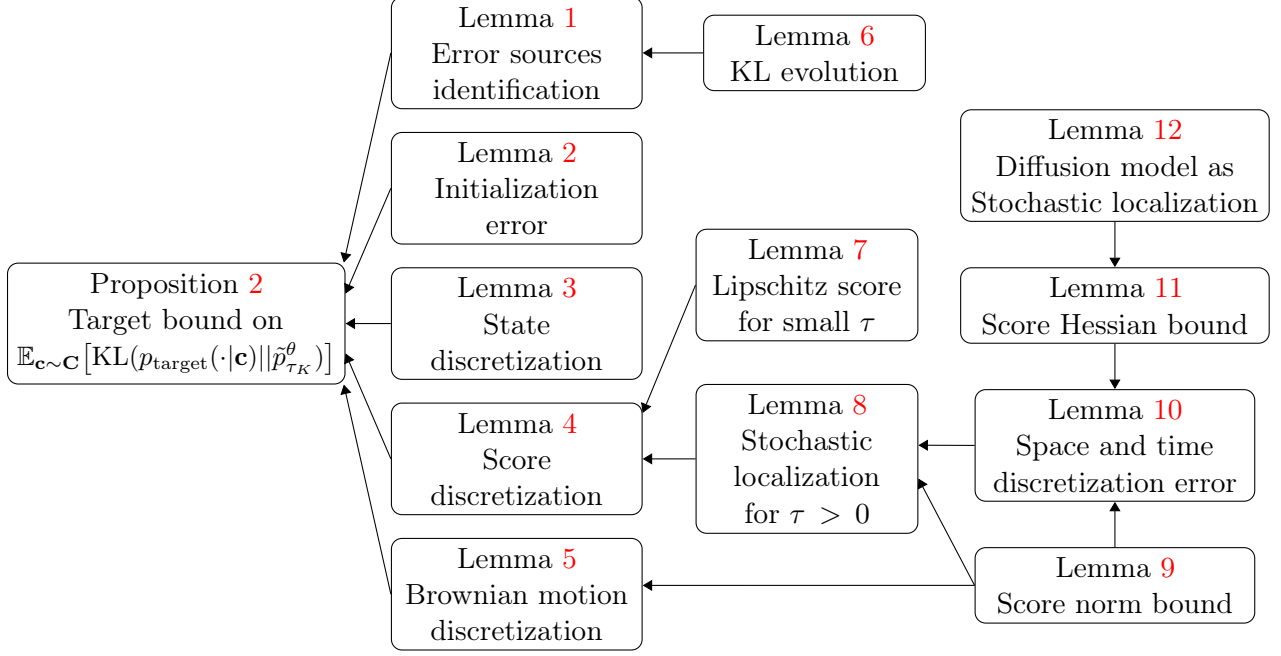 Lemma 1
Error sources
identification
Lemma 6
KL evolution
Lemma 2
Initialization
error
Lemma 12
Diffusion model as
Stochastic localization
Proposition 2
Target bound on
𝔼_{𝐜∼𝐂}[KL(p_{target}(·|𝐜)||p̃^θ_{τ_K})]
Lemma 3
State
discretization
Lemma 7
Lipschitz score
for small τ
Lemma 11
Score Hessian bound
Lemma 4
Score
discretization
Lemma 8
Stochastic
localization
for τ > 0
Lemma 10
Space and time
discretization error
Lemma 5
Brownian motion
discretization
Lemma 9
Score norm bound